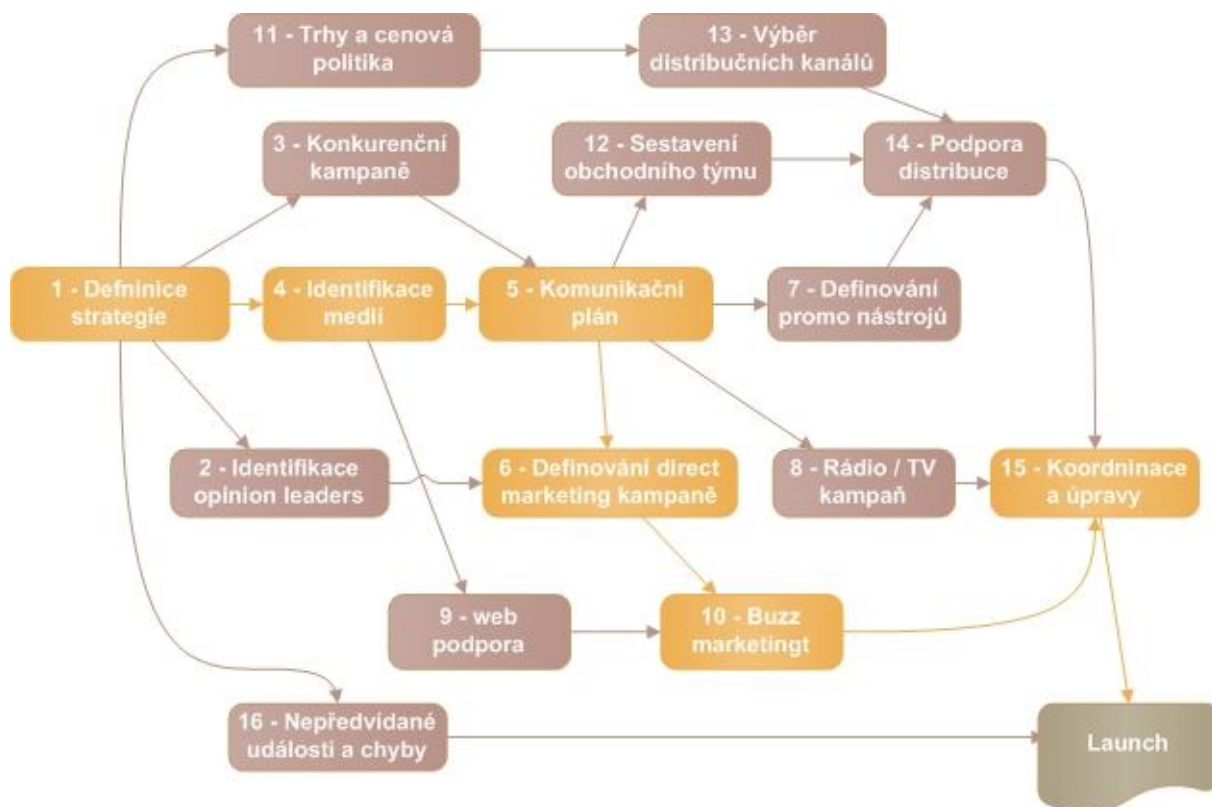 11 - Trhy a cenová
politika
13 - Výběr
distribučních kanálů
3 - Konkurenční
kampaně
12 - Sestavení
obchodního týmu
14 - Podpora
distribuce
1 - Defninice
strategie
4 - Identifikace
medií
5 - Komunikační
plán
7 - Definování
promo nástrojů
2 - Identifikace
opinion leaders
6 - Definování direct
marketing kampaně
8 - Rádio / TV
kampaň
15 - Koordninace
a úpravy
9 - web
podpora
10 - Buzz
marketingt
16 - Nepředvídané
události a chyby
Launch